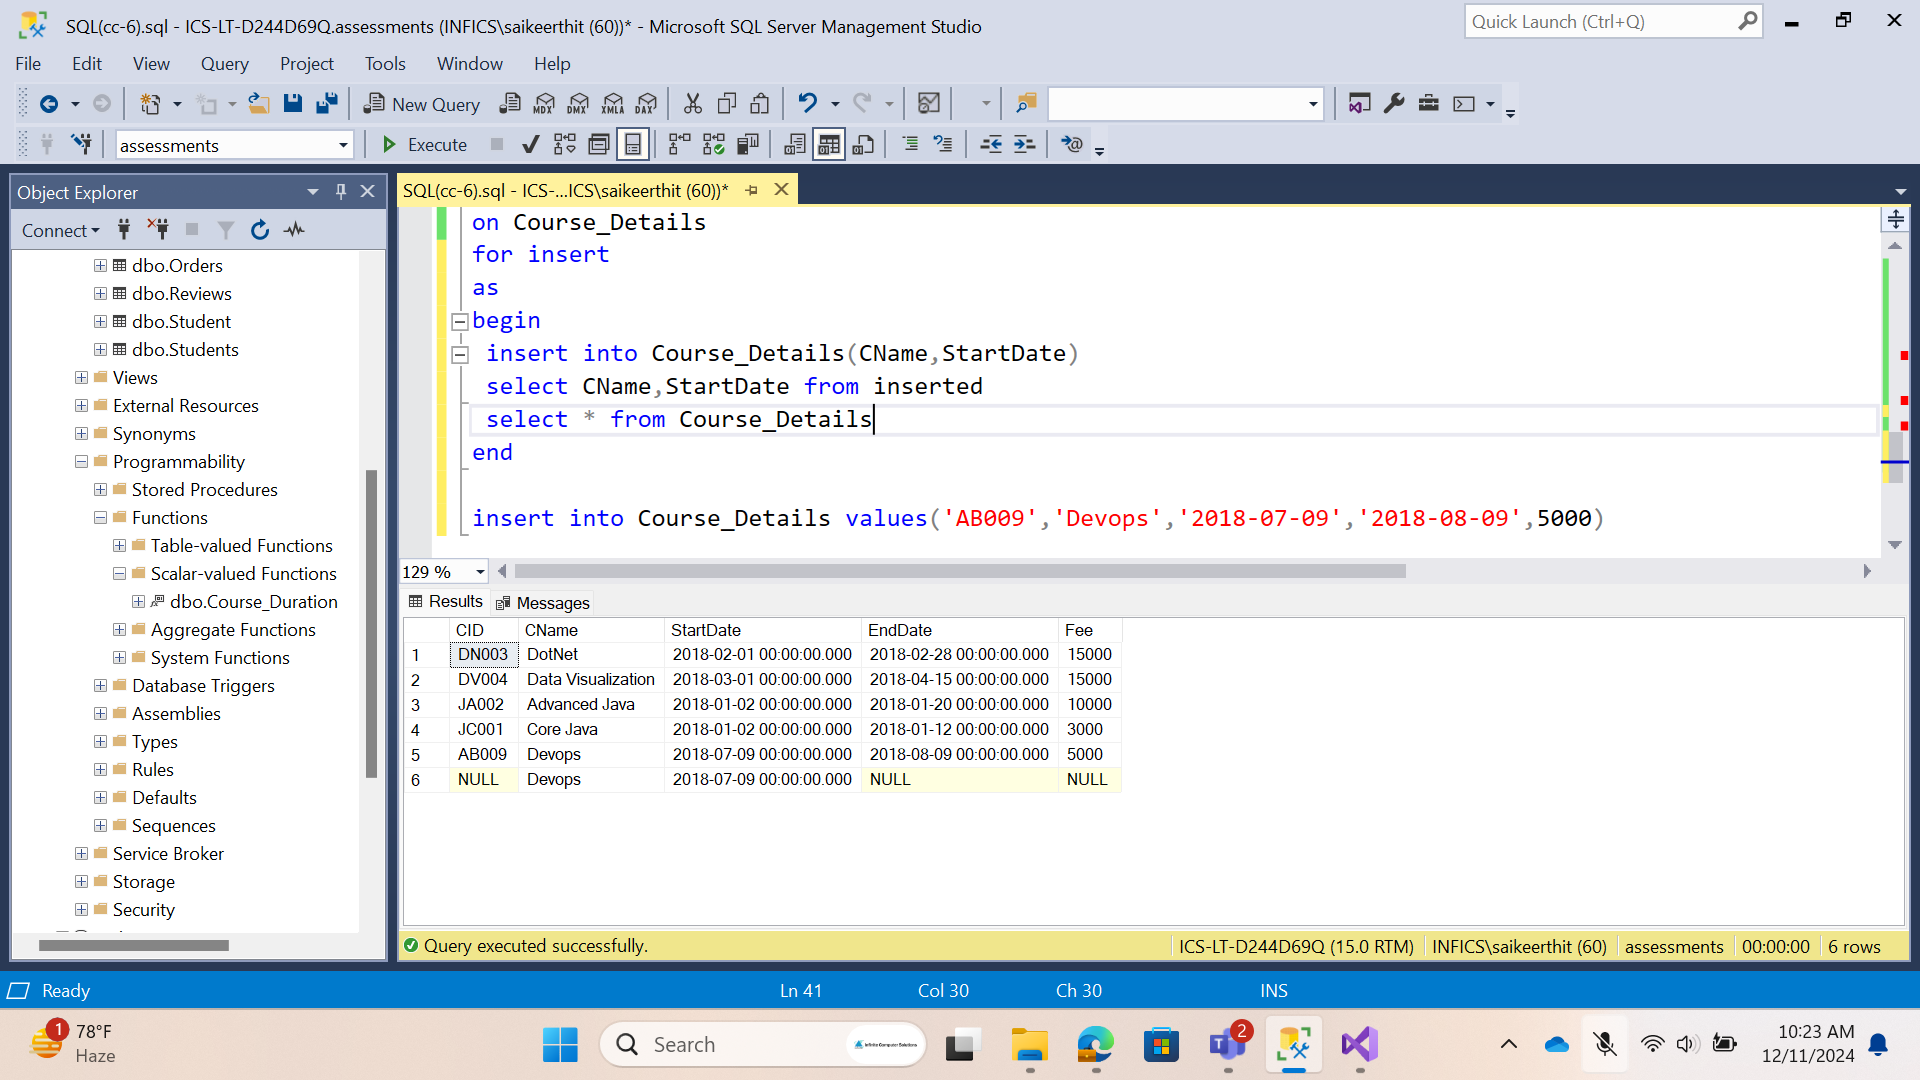 SQL(cc-6).sql - ICS-LT-D244D69Q.assessments (INFICS\saikeerthit (60))* - Microsoft SQL Server Management Studio
Quick Launch (Ctrl+Q)
File Edit View Query Project Tools Window Help
New Query MDX DMX XMLA DAX
assessments Execute
Object Explorer
Connect
dbo.Orders
dbo.Reviews
dbo.Student
dbo.Students
Views
External Resources
Synonyms
Programmability
Stored Procedures
Functions
Table-valued Functions
Scalar-valued Functions
dbo.Course_Duration
Aggregate Functions
System Functions
Database Triggers
Assemblies
Types
Rules
Defaults
Sequences
Service Broker
Storage
Security
SQL(cc-6).sql - ICS-...ICS\saikeerthit (60))*
on Course_Details
for insert
as
begin
insert into Course_Details(CName,StartDate)
select CName,StartDate from inserted
select * from Course_Details
end
insert into Course_Details values('AB009','Devops','2018-07-09','2018-08-09',5000)
129 %
Results Messages
CID CName StartDate EndDate Fee
1 DN003 DotNet 2018-02-01 00:00:00.000 2018-02-28 00:00:00.000 15000
2 DV004 Data Visualization 2018-03-01 00:00:00.000 2018-04-15 00:00:00.000 15000
3 JA002 Advanced Java 2018-01-02 00:00:00.000 2018-01-20 00:00:00.000 10000
4 JC001 Core Java 2018-01-02 00:00:00.000 2018-01-12 00:00:00.000 3000
5 AB009 Devops 2018-07-09 00:00:00.000 2018-08-09 00:00:00.000 5000
6 NULL Devops 2018-07-09 00:00:00.000 NULL NULL
Query executed successfully. ICS-LT-D244D69Q (15.0 RTM) INFICS\saikeerthit (60) assessments 00:00:00 6 rows
Ready Ln 41 Col 30 Ch 30 INS
1 78°F
Haze
Search
Infinite Computer Solutions
2
10:23 AM
12/11/2024